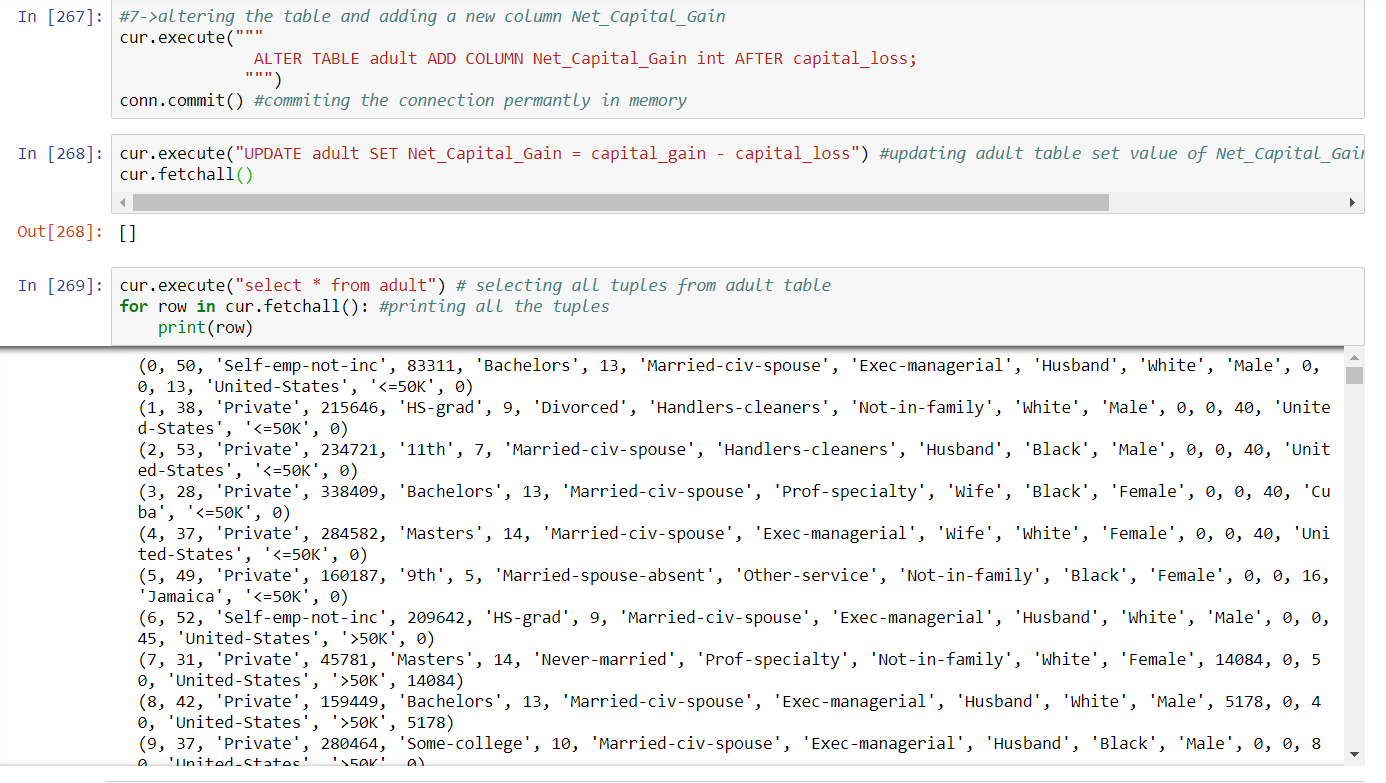 In [267]: #7->altering the table and adding a new column Net_Capital_Gain
cur.execute("""
ALTER TABLE adult ADD COLUMN Net_Capital_Gain int AFTER capital_loss;
""")
conn.commit() #commiting the connection permantly in memory
In [268]: cur.execute("UPDATE adult SET Net_Capital_Gain = capital_gain - capital_loss") #updating adult table set value of Net_Capital_Gain
cur.fetchall()
Out[268]: []
In [269]: cur.execute("select * from adult") # selecting all tuples from adult table
for row in cur.fetchall(): #printing all the tuples
print(row)
(0, 50, 'Self-emp-not-inc', 83311, 'Bachelors', 13, 'Married-civ-spouse', 'Exec-managerial', 'Husband', 'White', 'Male', 0,
0, 13, 'United-States', '<=50K', 0)
(1, 38, 'Private', 215646, 'HS-grad', 9, 'Divorced', 'Handlers-cleaners', 'Not-in-family', 'White', 'Male', 0, 0, 40, 'Unite
d-States', '<=50K', 0)
(2, 53, 'Private', 234721, '11th', 7, 'Married-civ-spouse', 'Handlers-cleaners', 'Husband', 'Black', 'Male', 0, 0, 40, 'Unit
ed-States', '<=50K', 0)
(3, 28, 'Private', 338409, 'Bachelors', 13, 'Married-civ-spouse', 'Prof-specialty', 'Wife', 'Black', 'Female', 0, 0, 40, 'Cu
ba', '<=50K', 0)
(4, 37, 'Private', 284582, 'Masters', 14, 'Married-civ-spouse', 'Exec-managerial', 'Wife', 'White', 'Female', 0, 0, 40, 'Uni
ted-States', '<=50K', 0)
(5, 49, 'Private', 160187, '9th', 5, 'Married-spouse-absent', 'Other-service', 'Not-in-family', 'Black', 'Female', 0, 0, 16,
'Jamaica', '<=50K', 0)
(6, 52, 'Self-emp-not-inc', 209642, 'HS-grad', 9, 'Married-civ-spouse', 'Exec-managerial', 'Husband', 'White', 'Male', 0, 0,
45, 'United-States', '>50K', 0)
(7, 31, 'Private', 45781, 'Masters', 14, 'Never-married', 'Prof-specialty', 'Not-in-family', 'White', 'Female', 14084, 0, 5
0, 'United-States', '>50K', 14084)
(8, 42, 'Private', 159449, 'Bachelors', 13, 'Married-civ-spouse', 'Exec-managerial', 'Husband', 'White', 'Male', 5178, 0, 4
0, 'United-States', '>50K', 5178)
(9, 37, 'Private', 280464, 'Some-college', 10, 'Married-civ-spouse', 'Exec-managerial', 'Husband', 'Black', 'Male', 0, 0, 8
0, 'United-States', '>50K', 0)